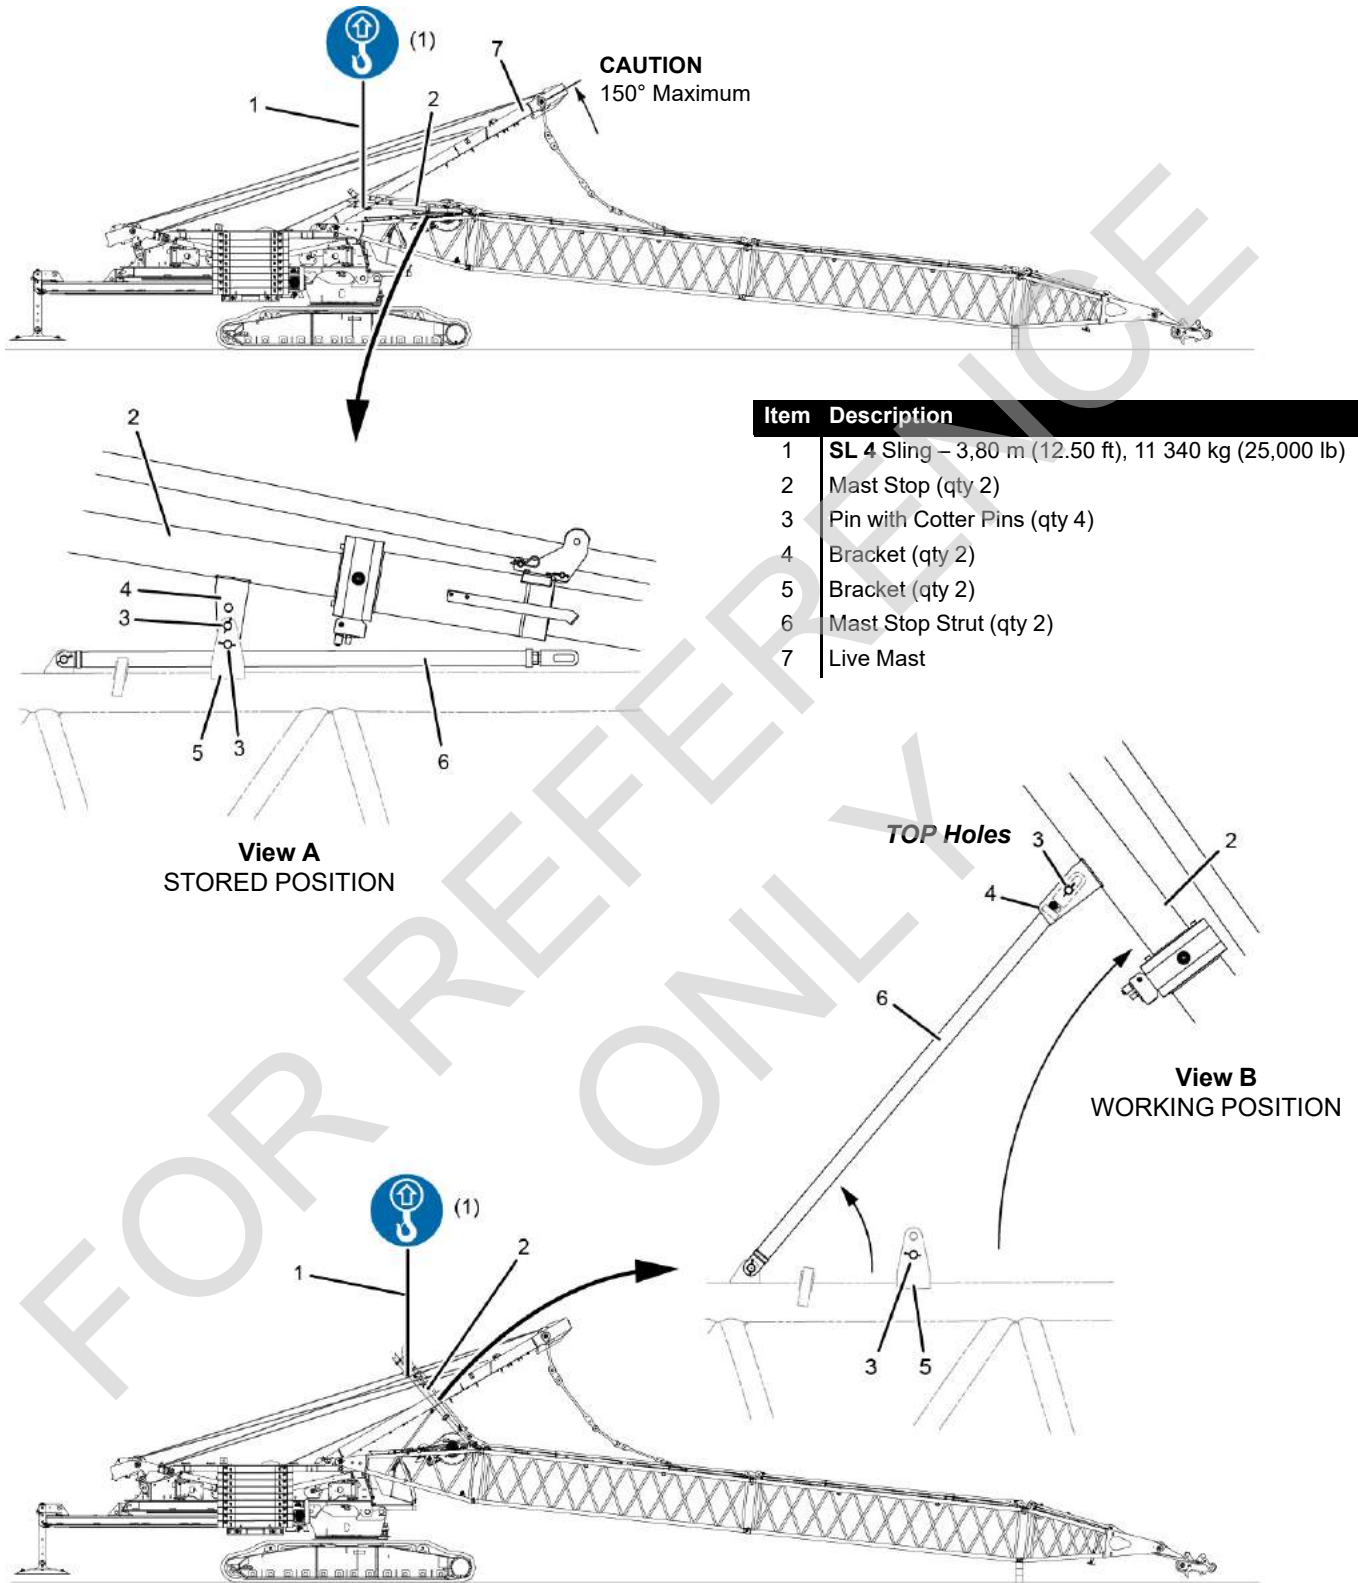 (1)
7
CAUTION
150° Maximum
1
2
2
4
3
5
3
6
View A
STORED POSITION
Item Description
1 SL 4 Sling – 3,80 m (12.50 ft), 11 340 kg (25,000 lb)
2 Mast Stop (qty 2)
3 Pin with Cotter Pins (qty 4)
4 Bracket (qty 2)
5 Bracket (qty 2)
6 Mast Stop Strut (qty 2)
7 Live Mast
TOP Holes
3
2
4
6
View B
WORKING POSITION
3
5
(1)
1
2
FOR REFERENCE
ONLY